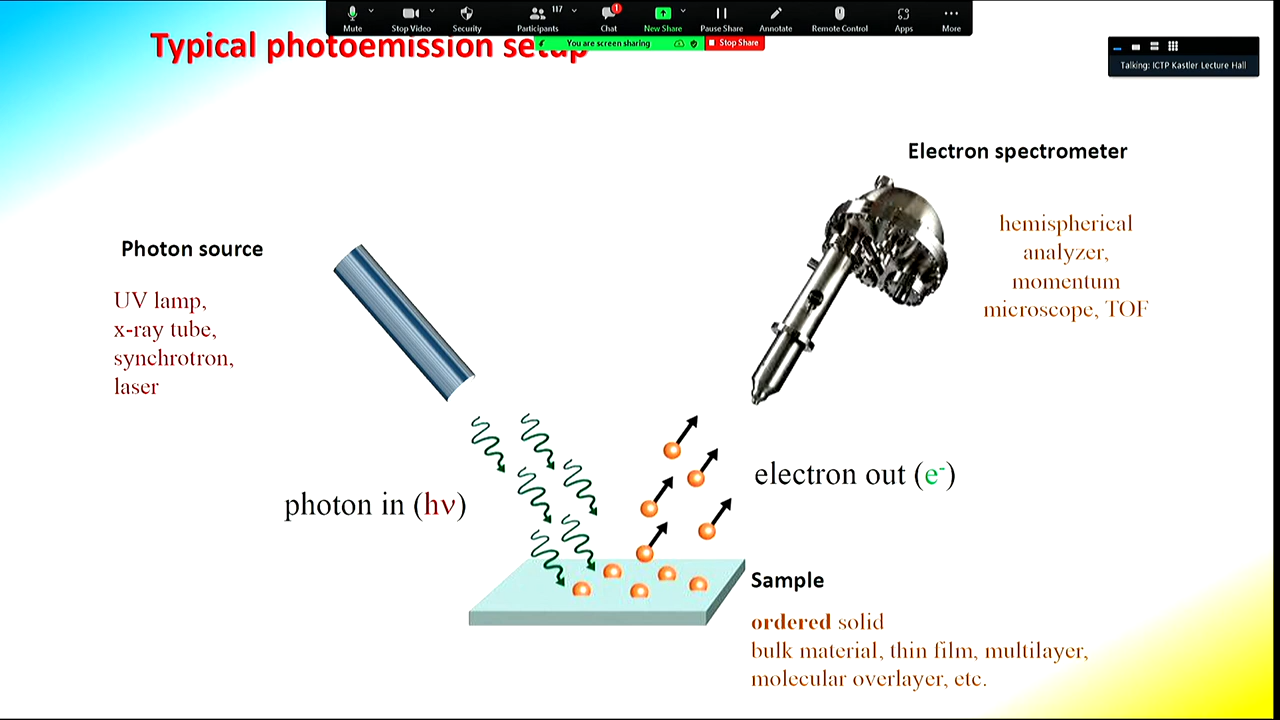 Mute
Stop Video
Security
117
Participants
1
Chat
New Share
Pause Share
Annotate
Remote Control
Apps
More
You are screen sharing
Stop Share
Talking: ICTP Kastler Lecture Hall
Typical photoemission setup
Electron spectrometer
hemispherical
analyzer,
momentum
microscope, TOF
Photon source
UV lamp,
x-ray tube,
synchrotron,
laser
photon in (hν)
electron out (e-)
Sample
ordered solid
bulk material, thin film, multilayer,
molecular overlayer, etc.